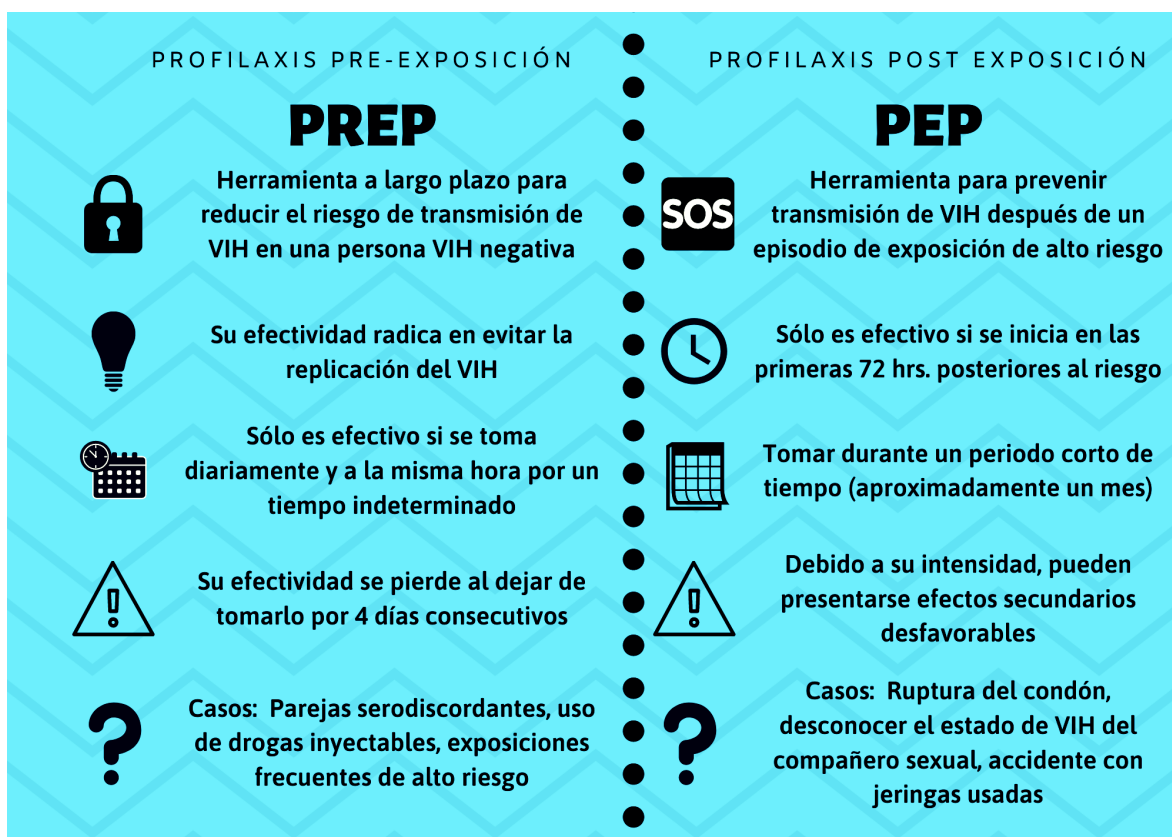 PROFILAXIS PRE-EXPOSICIÓN
PREP
Herramienta a largo plazo para
reducir el riesgo de transmisión de
VIH en una persona VIH negativa
Su efectividad radica en evitar la
replicación del VIH
Sólo es efectivo si se toma
diariamente y a la misma hora por un
tiempo indeterminado
Su efectividad se pierde al dejar de
tomarlo por 4 días consecutivos
Casos: Parejas serodiscordantes, uso
de drogas inyectables, exposiciones
frecuentes de alto riesgo
PROFILAXIS POST EXPOSICIÓN
PEP
SOS
Herramienta para prevenir
transmisión de VIH después de un
episodio de exposición de alto riesgo
Sólo es efectivo si se inicia en las
primeras 72 hrs. posteriores al riesgo
Tomar durante un periodo corto de
tiempo (aproximadamente un mes)
Debido a su intensidad, pueden
presentarse efectos secundarios
desfavorables
Casos: Ruptura del condón,
desconocer el estado de VIH del
compañero sexual, accidente con
jeringas usadas